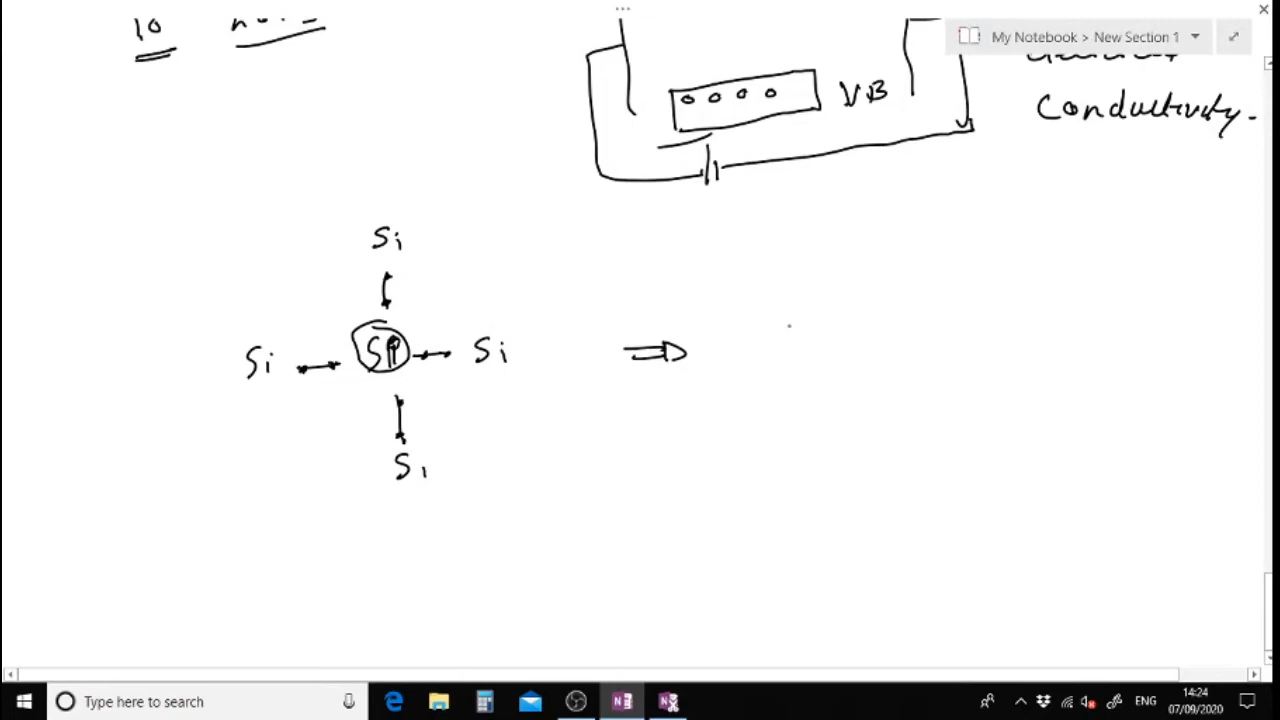 10
My Notebook > New Section 1
VB
Conductivity.
Si
Si Si Si
Si
Type here to search
ENG
14:24
07/09/2020